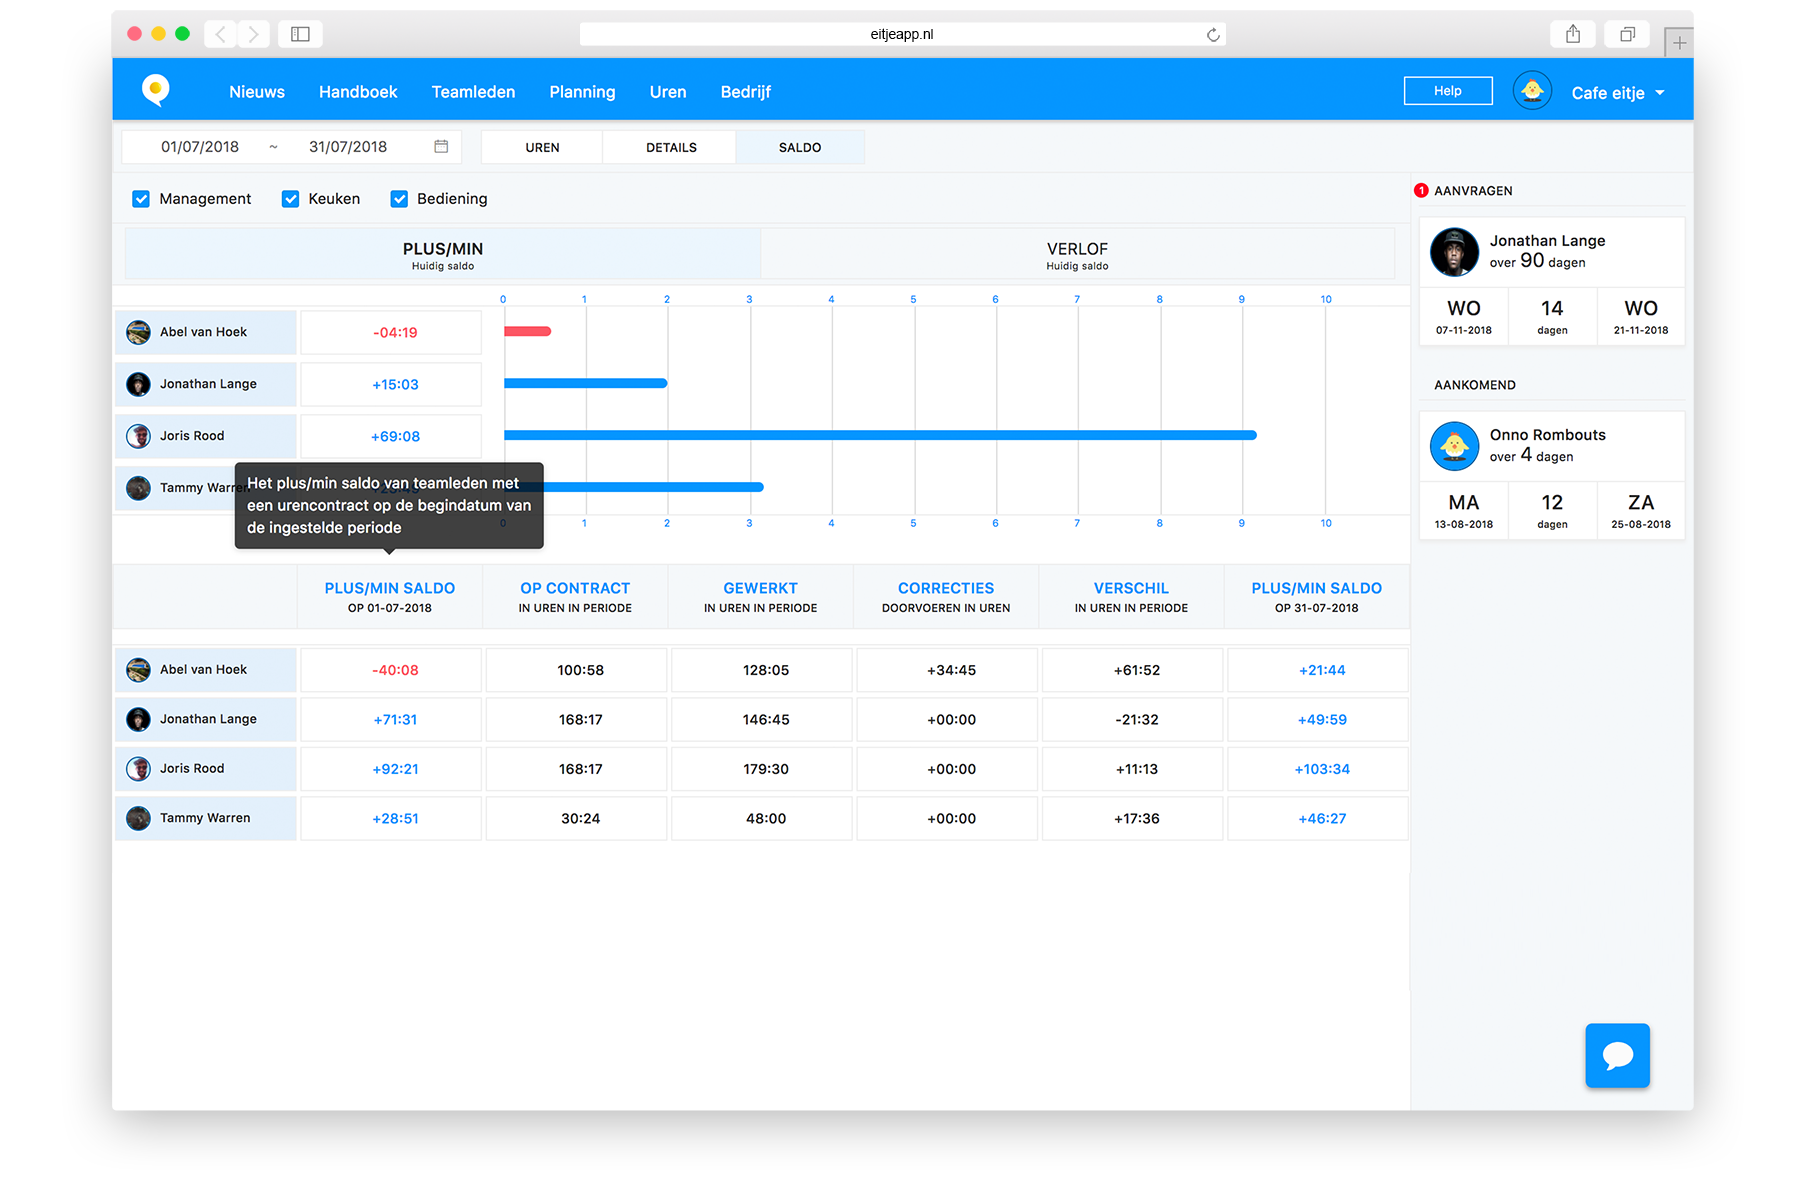 eitjeapp.nl
Nieuws Handboek Teamleden Planning Uren Bedrijf Help Cafe eitje
01/07/2018 ~ 31/07/2018 UREN DETAILS SALDO
Management Keuken Bediening
PLUS/MIN
Huidig saldo
VERLOF
Huidig saldo
0 1 2 3 4 5 6 7 8 9 10
Abel van Hoek -04:19
Jonathan Lange +15:03
Joris Rood +69:08
Tammy Warren
Het plus/min saldo van teamleden met
een urencontract op de begindatum van
de ingestelde periode
0 1 2 3 4 5 6 7 8 9 10
PLUS/MIN SALDO OP CONTRACT GEWERKT CORRECTIES VERSCHIL PLUS/MIN SALDO
OP 01-07-2018 IN UREN IN PERIODE IN UREN IN PERIODE DOORVOEREN IN UREN IN UREN IN PERIODE OP 31-07-2018
Abel van Hoek -40:08 100:58 128:05 +34:45 +61:52 +21:44
Jonathan Lange +71:31 168:17 146:45 +00:00 -21:32 +49:59
Joris Rood +92:21 168:17 179:30 +00:00 +11:13 +103:34
Tammy Warren +28:51 30:24 48:00 +00:00 +17:36 +46:27
1 AANVRAGEN
Jonathan Lange
over 90 dagen
WO 14 WO
07-11-2018 dagen 21-11-2018
AANKOMEND
Onno Rombouts
over 4 dagen
MA 12 ZA
13-08-2018 dagen 25-08-2018